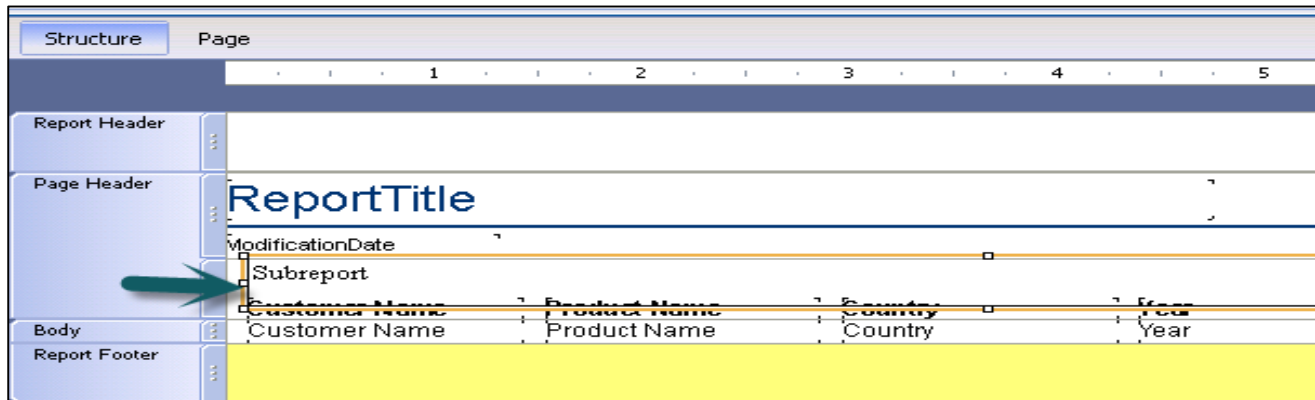 Structure Page
1 2 3 4 5
Report Header
Page Header
ReportTitle
ModificationDate
Subreport
Customer Name Product Name Country Year
Body Customer Name Product Name Country Year
Report Footer